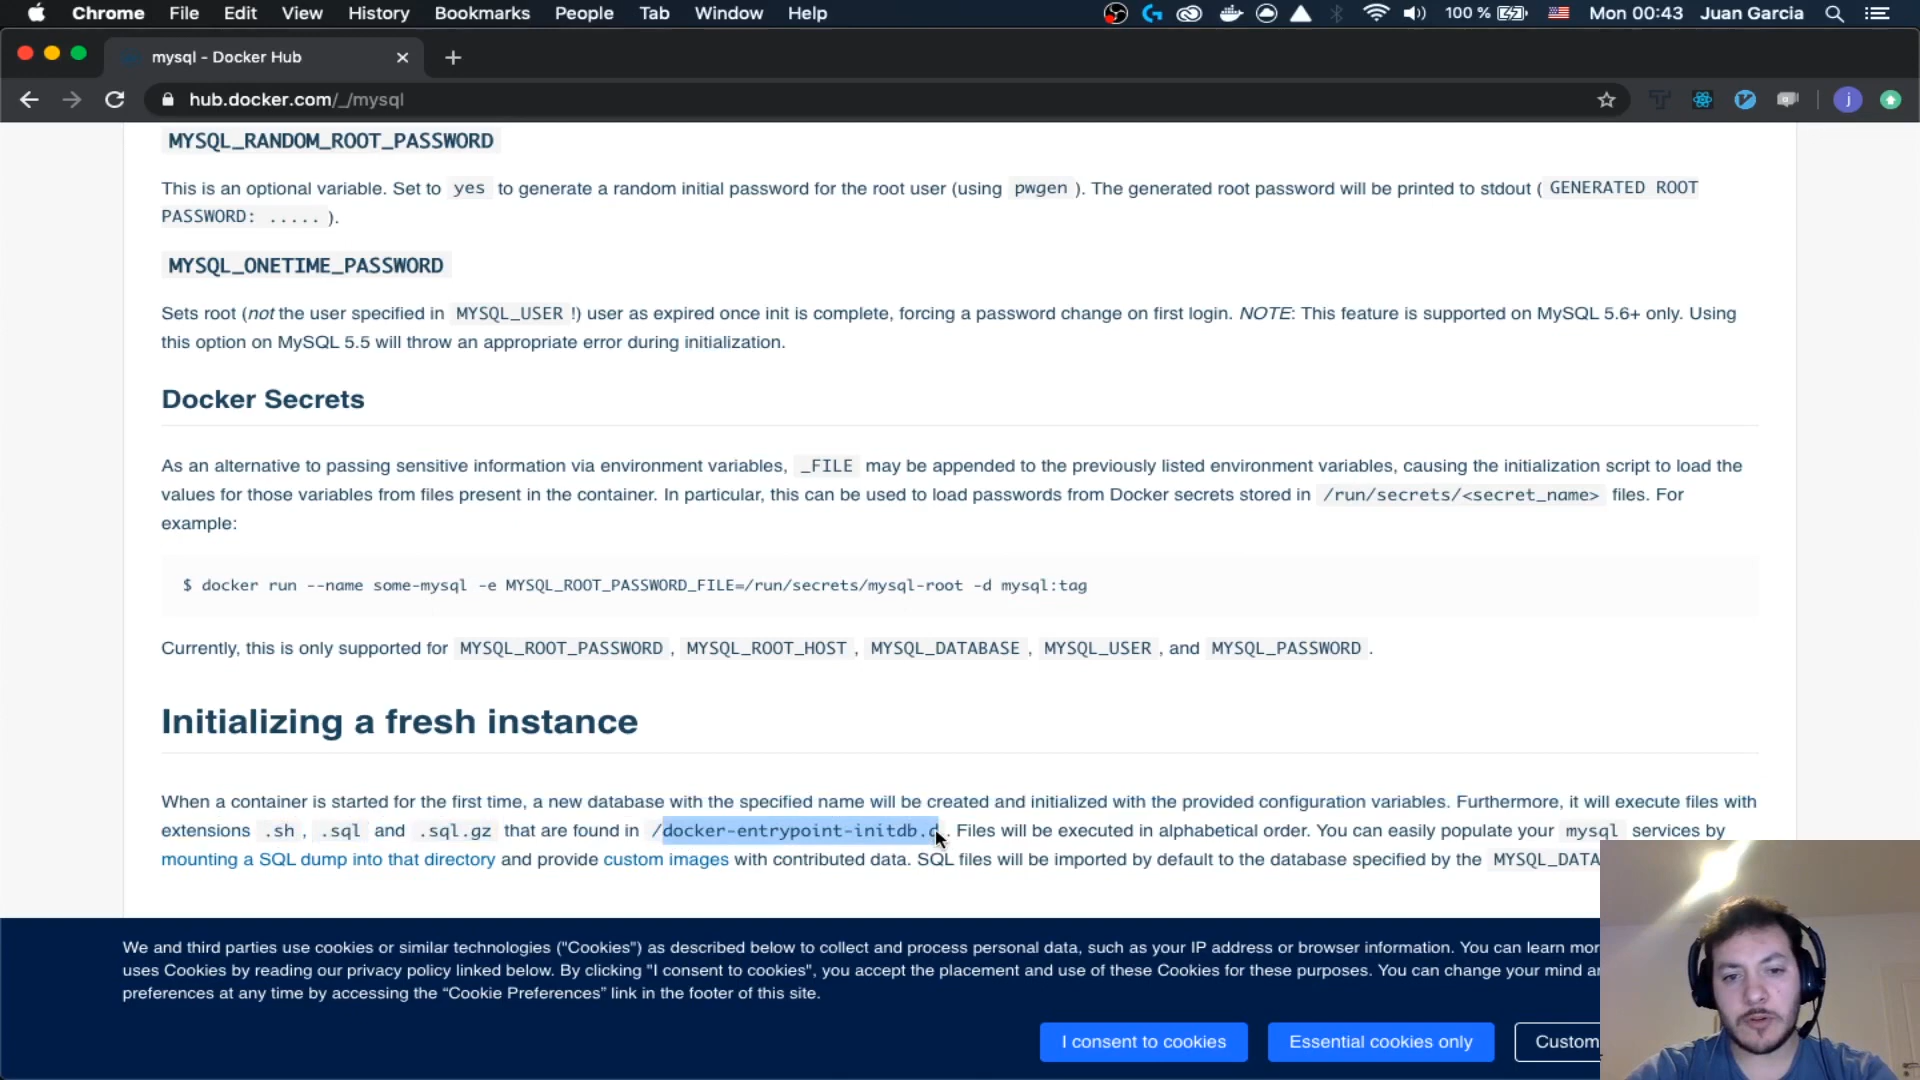 Chrome File Edit View History Bookmarks People Tab Window Help 100 % Mon 00:43 Juan Garcia
mysql - Docker Hub
hub.docker.com/_/mysql
j
MYSQL_RANDOM_ROOT_PASSWORD
This is an optional variable. Set to yes to generate a random initial password for the root user (using pwgen ). The generated root password will be printed to stdout ( GENERATED ROOT
PASSWORD: ..... ).
MYSQL_ONETIME_PASSWORD
Sets root (not the user specified in MYSQL_USER !) user as expired once init is complete, forcing a password change on first login. NOTE: This feature is supported on MySQL 5.6+ only. Using
this option on MySQL 5.5 will throw an appropriate error during initialization.
Docker Secrets
As an alternative to passing sensitive information via environment variables, _FILE may be appended to the previously listed environment variables, causing the initialization script to load the
values for those variables from files present in the container. In particular, this can be used to load passwords from Docker secrets stored in /run/secrets/<secret_name> files. For
example:
$ docker run --name some-mysql -e MYSQL_ROOT_PASSWORD_FILE=/run/secrets/mysql-root -d mysql:tag
Currently, this is only supported for MYSQL_ROOT_PASSWORD , MYSQL_ROOT_HOST , MYSQL_DATABASE , MYSQL_USER , and MYSQL_PASSWORD .
Initializing a fresh instance
When a container is started for the first time, a new database with the specified name will be created and initialized with the provided configuration variables. Furthermore, it will execute files with
extensions .sh , .sql and .sql.gz that are found in /docker-entrypoint-initdb.d . Files will be executed in alphabetical order. You can easily populate your mysql services by
mounting a SQL dump into that directory and provide custom images with contributed data. SQL files will be imported by default to the database specified by the MYSQL_DATA
We and third parties use cookies or similar technologies ("Cookies") as described below to collect and process personal data, such as your IP address or browser information. You can learn mor
uses Cookies by reading our privacy policy linked below. By clicking "I consent to cookies", you accept the placement and use of these Cookies for these purposes. You can change your mind a
preferences at any time by accessing the “Cookie Preferences” link in the footer of this site.
I consent to cookies Essential cookies only Custom